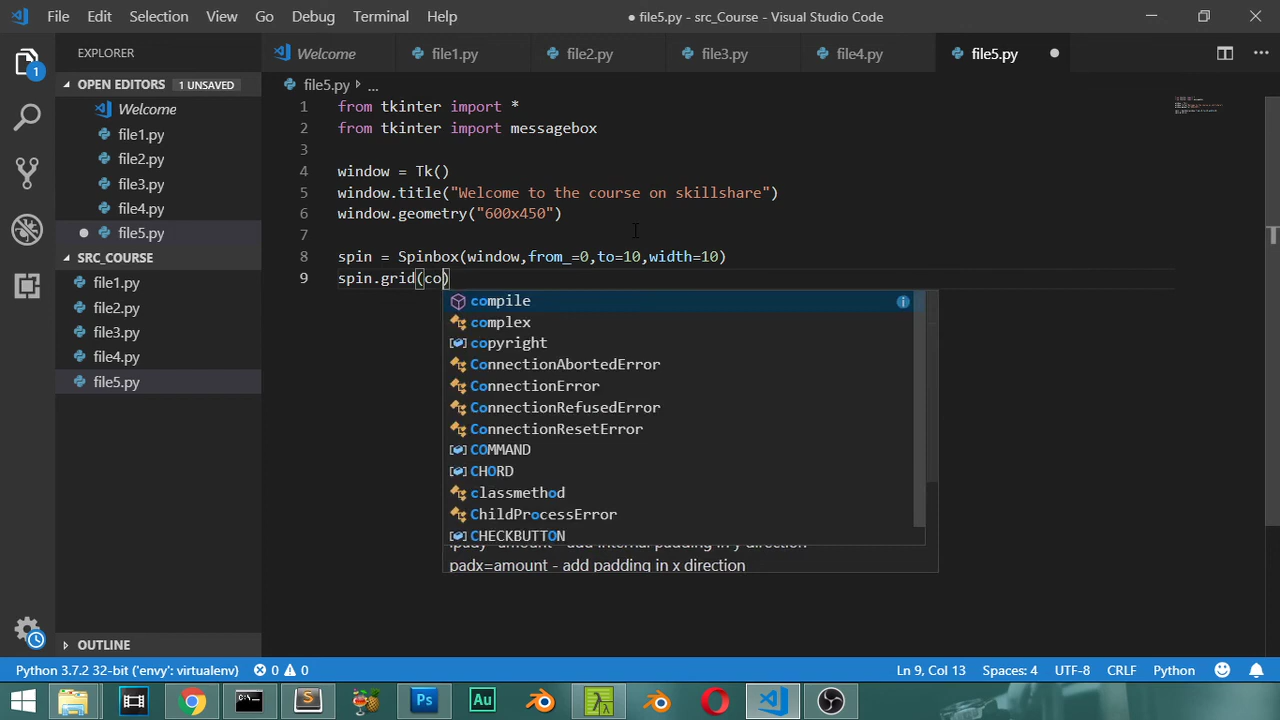 File Edit Selection View Go Debug Terminal Help
● file5.py - src_Course - Visual Studio Code
EXPLORER
Welcome file1.py file2.py file3.py file4.py file5.py
OPEN EDITORS 1 UNSAVED
Welcome
file1.py
file2.py
file3.py
file4.py
file5.py
SRC_COURSE
file1.py
file2.py
file3.py
file4.py
file5.py
OUTLINE
file5.py ...
1 from tkinter import *
2 from tkinter import messagebox
3
4 window = Tk()
5 window.title("Welcome to the course on skillshare")
6 window.geometry("600x450")
7
8 spin = Spinbox(window,from_=0,to=10,width=10)
9 spin.grid(co)
compile
complex
copyright
ConnectionAbortedError
ConnectionError
ConnectionRefusedError
ConnectionResetError
COMMAND
CHORD
classmethod
ChildProcessError
CHECKBUTTON
ipady=amount - add internal padding in y direction
padx=amount - add padding in x direction
1
Python 3.7.2 32-bit ('envy': virtualenv) 0 0 Ln 9, Col 13 Spaces: 4 UTF-8 CRLF Python
Ps Au